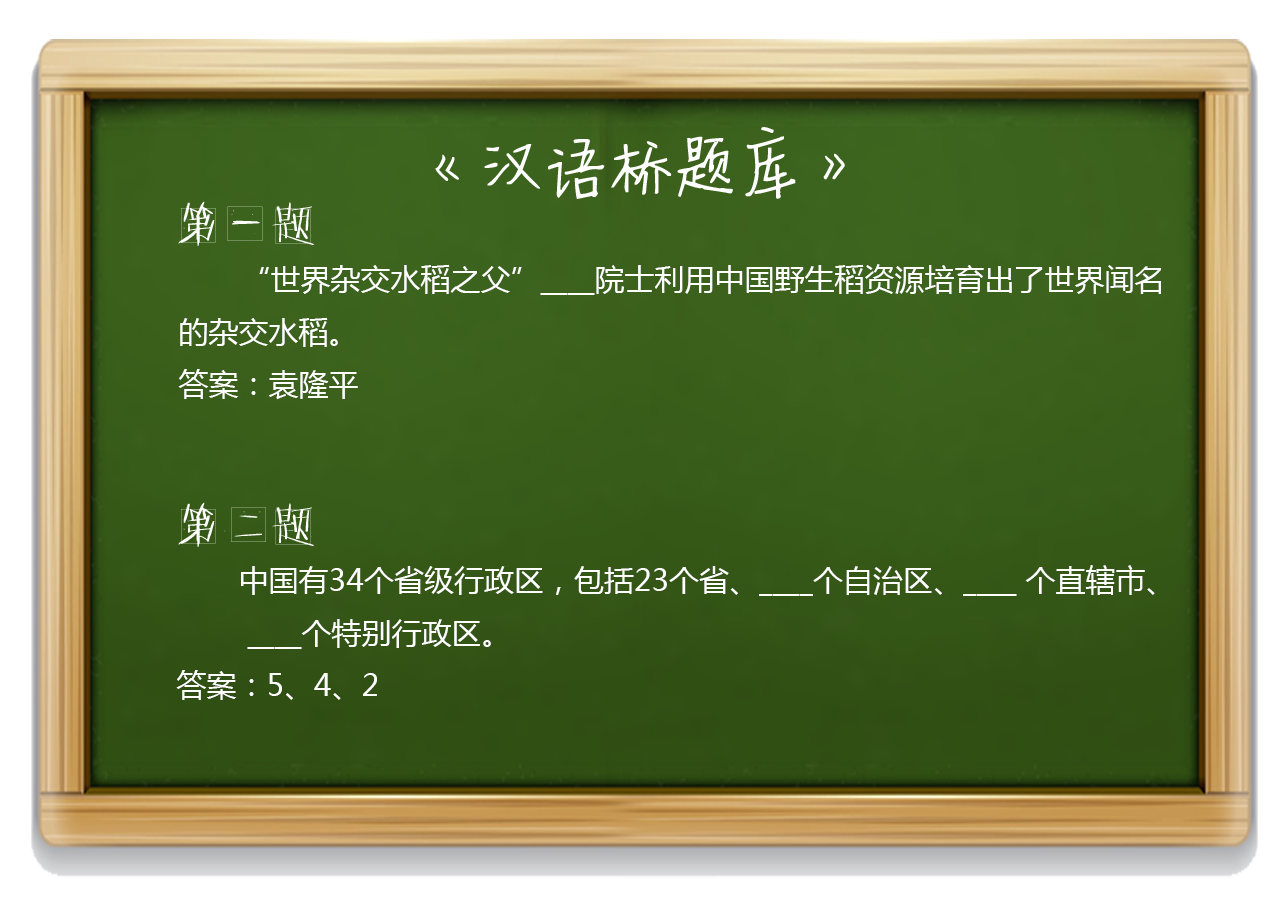 《汉语桥题库》
第一题
“世界杂交水稻之父”____院士利用中国野生稻资源培育出了世界闻名
的杂交水稻。
答案：袁隆平
第二题
中国有34个省级行政区，包括23个省、____个自治区、____ 个直辖市、
____个特别行政区。
答案：5、4、2